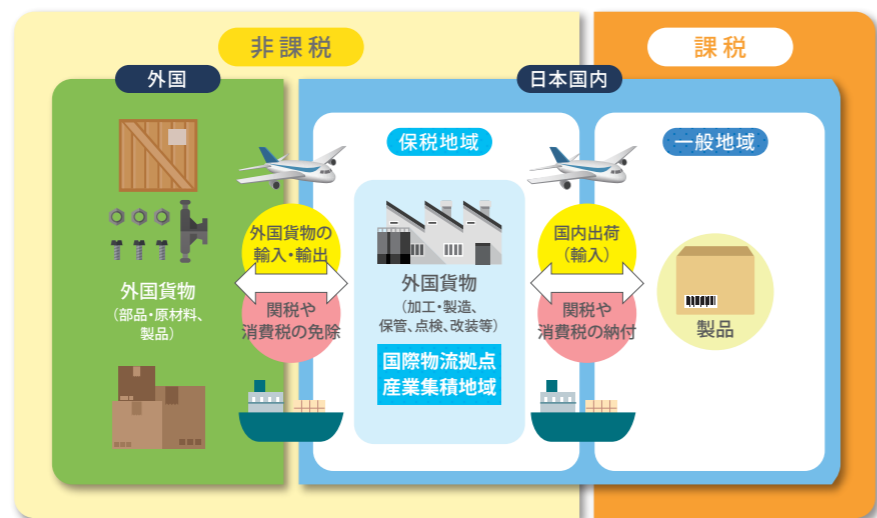 非課税
課税
外国
日本国内
保税地域
一般地域
外国貨物の
輸入・輸出
国内出荷
（輸入）
外国貨物
（部品・原材料、
製品）
関税や
消費税の免除
外国貨物
（加工・製造、
保管、点検、改装等）
国際物流拠点
産業集積地域
関税や
消費税の納付
製品